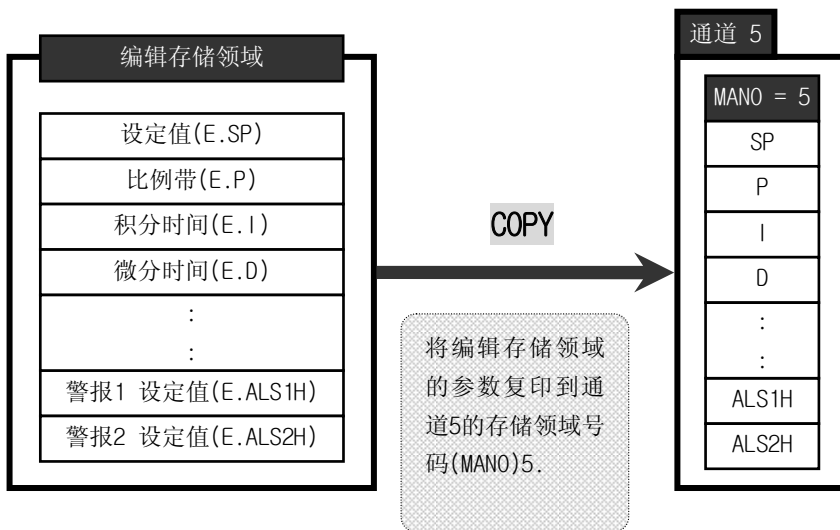 编辑存储领域
设定值(E.SP)
比例带(E.P)
积分时间(E.I)
微分时间(E.D)
:
:
警报1 设定值(E.ALS1H)
警报2 设定值(E.ALS2H)
COPY
将编辑存储领域
的参数复印到通
道5的存储领域号
码(MANO)5.
通道 5
MANO = 5
SP
P
I
D
:
:
ALS1H
ALS2H